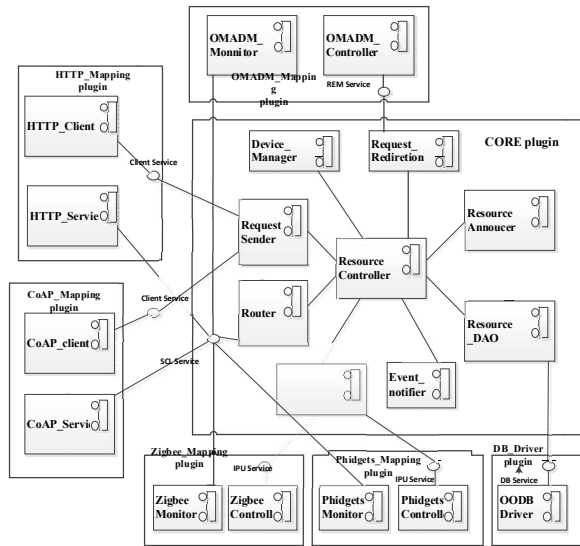 OMADM_
Monnitor
OMADM_
Controller
OMADM_Mappin
g
plugin
REM Service
HTTP_Mapping
plugin
HTTP_Client
HTTP_Servie
Client Service
CORE plugin
Device_
Manager
Request_
Rediretion
Request
Sender
Resource
Controller
Resource
Annoucer
Router
Resource
_DAO
Event_
notifier
CoAP_Mapping
plugin
CoAP_client
CoAP_Servi
Client Service
SCL Service
Zigbee_Mapping
plugin
IPU Service
Zigbee
Monitor
Zigbee
Controll
Phidgets_Mapping
plugin
IPU Service
Phidgets
Monitor
Phidgets
Controll
DB_Driver
plugin
DB Service
OODB
Driver